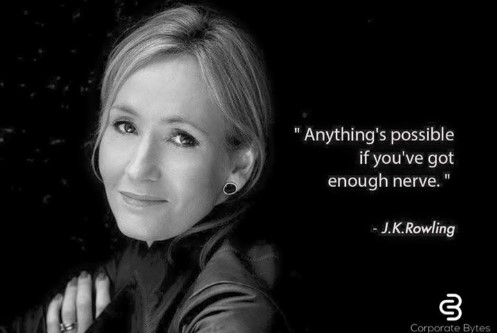 " Anything's possible
if you've got
enough nerve. "
- J.K.Rowling
Corporate Bytes